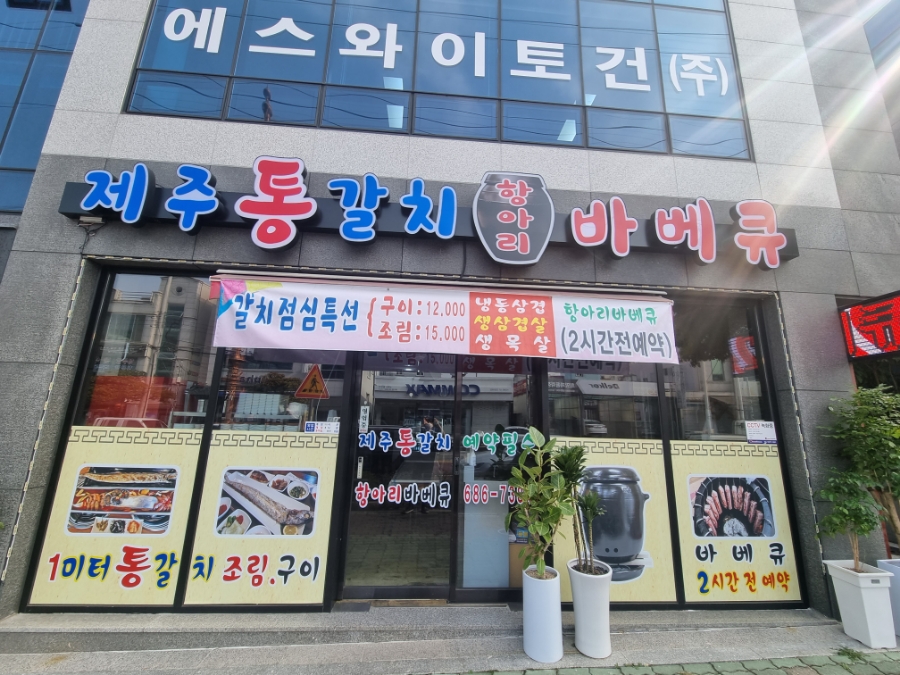 에스와이토건(주)
제주통갈치 항아리 바베큐
갈치점심특선 {구이:12,000 조림:15,000
냉동삼겹
생삼겹살
생목살
항아리바베큐
(2시간전예약)
제주통갈치 예약필수
항아리바베큐 686-73
1미터통갈치조림.구이
바베큐
2시간전예약
CCTV